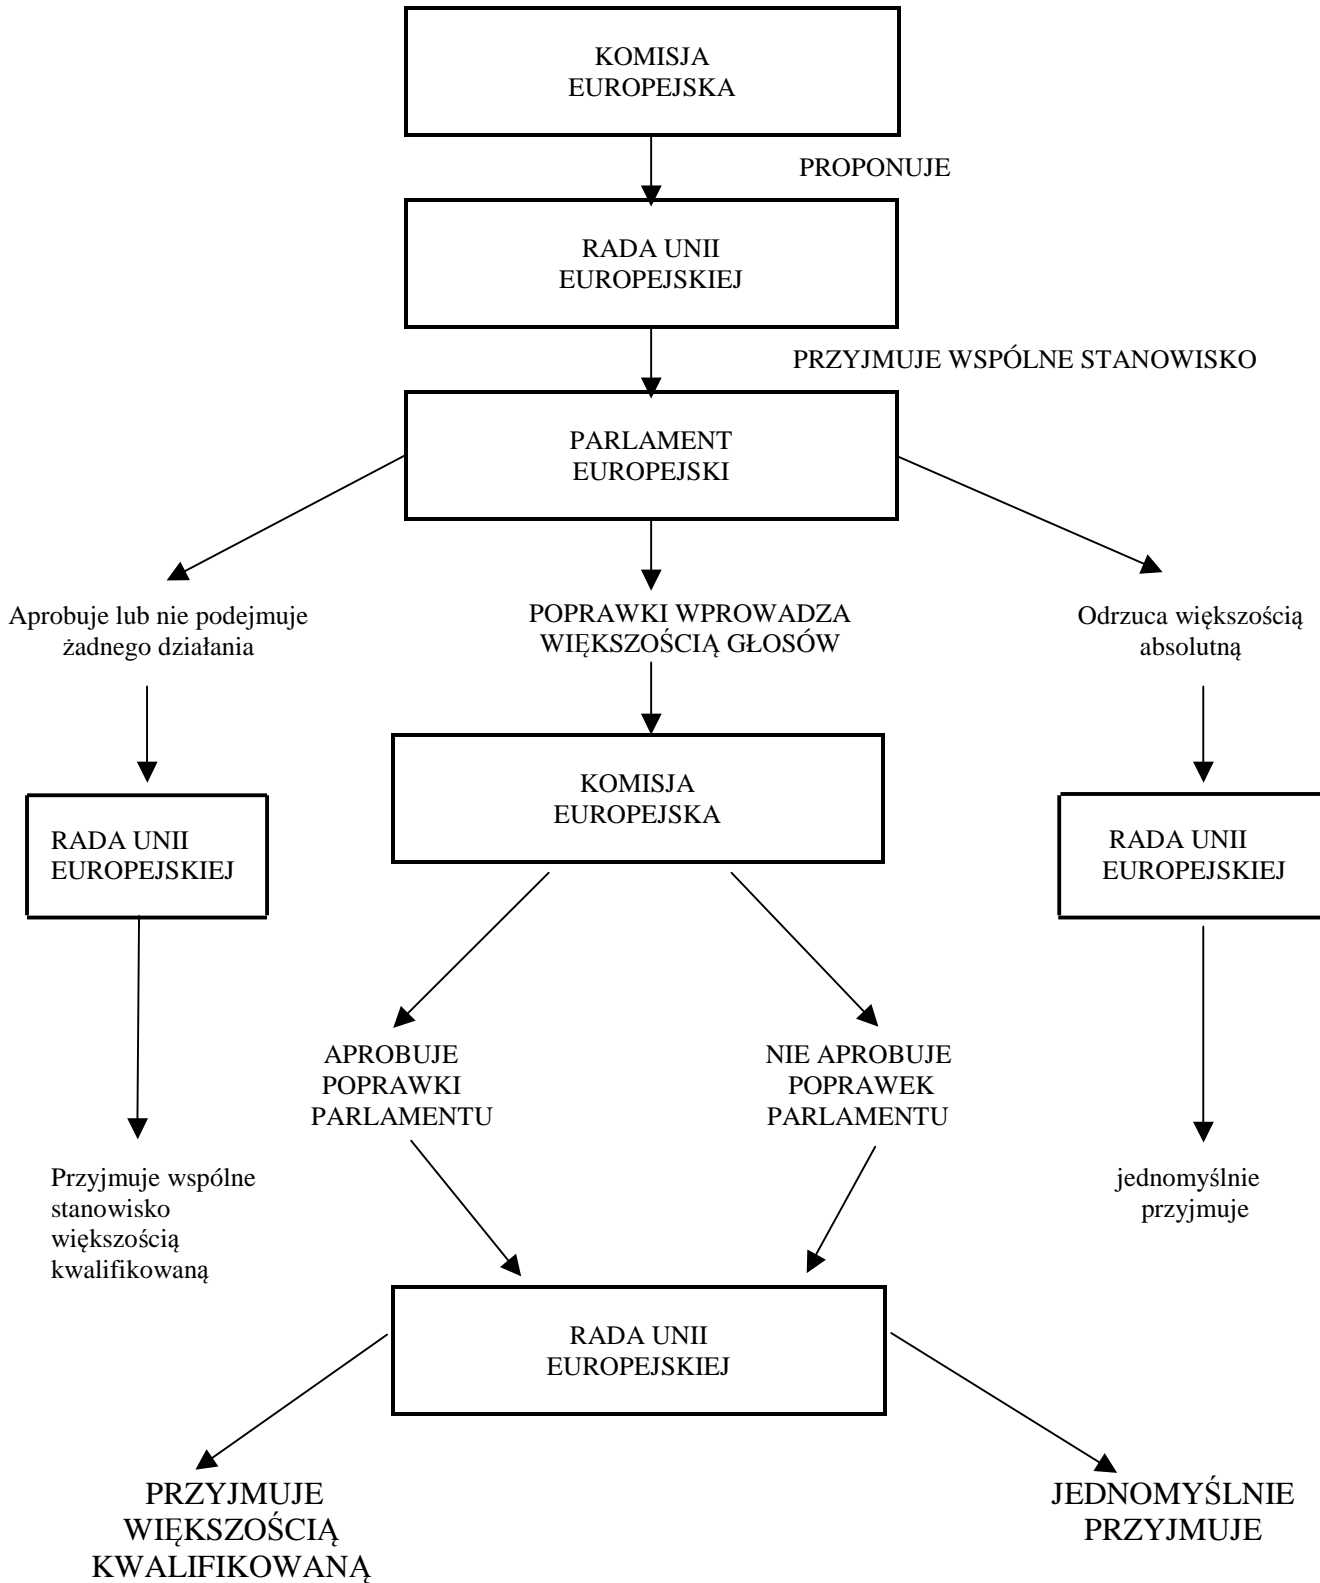 KOMISJA
EUROPEJSKA
PROPONUJE
RADA UNII
EUROPEJSKIEJ
PRZYJMUJE WSPÓLNE STANOWISKO
PARLAMENT
EUROPEJSKI
Aprobuje lub nie podejmuje
żadnego działania
POPRAWKI WPROWADZA
WIĘKSZOŚCIĄ GŁOSÓW
Odrzuca większością
absolutną
KOMISJA
EUROPEJSKA
RADA UNII
EUROPEJSKIEJ
RADA UNII
EUROPEJSKIEJ
APROBUJE
POPRAWKI
PARLAMENTU
NIE APROBUJE
POPRAWEK
PARLAMENTU
Przyjmuje wspólne
stanowisko
większością
kwalifikowaną
jednomyślnie
przyjmuje
RADA UNII
EUROPEJSKIEJ
PRZYJMUJE
WIĘKSZOŚCIĄ
KWALIFIKOWANĄ
JEDNOMYŚLNIE
PRZYJMUJE